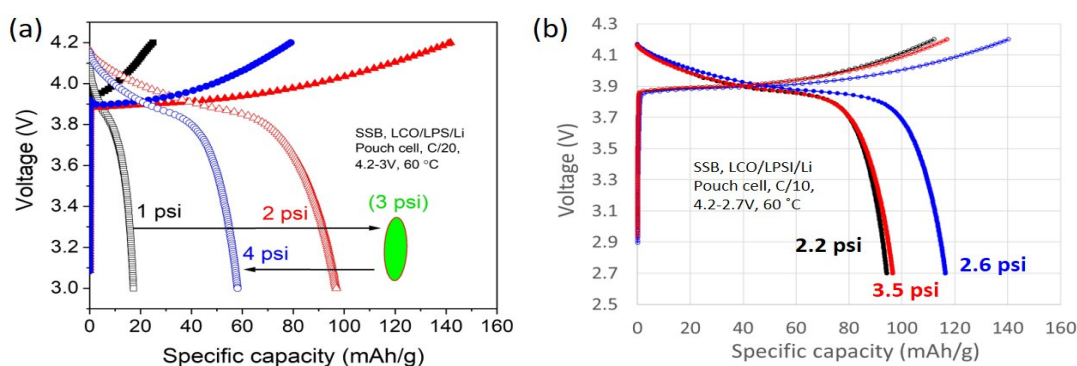 (a)
Voltage (V)
4.2
4.0
3.8
3.6
3.4
3.2
3.0
SSB, LCO/LPS/Li
Pouch cell, C/20,
4.2-3V, 60 °C
1 psi
2 psi
(3 psi)
4 psi
0 20 40 60 80 100 120 140 160
Specific capacity (mAh/g)
(b)
Voltage (V)
4.3
4.1
3.9
3.7
3.5
3.3
3.1
2.9
2.7
2.5
SSB, LCO/LPSI/Li
Pouch cell, C/10,
4.2-2.7V, 60 ˚C
2.2 psi
2.6 psi
3.5 psi
0 20 40 60 80 100 120 140 160
Specific capacity (mAh/g)